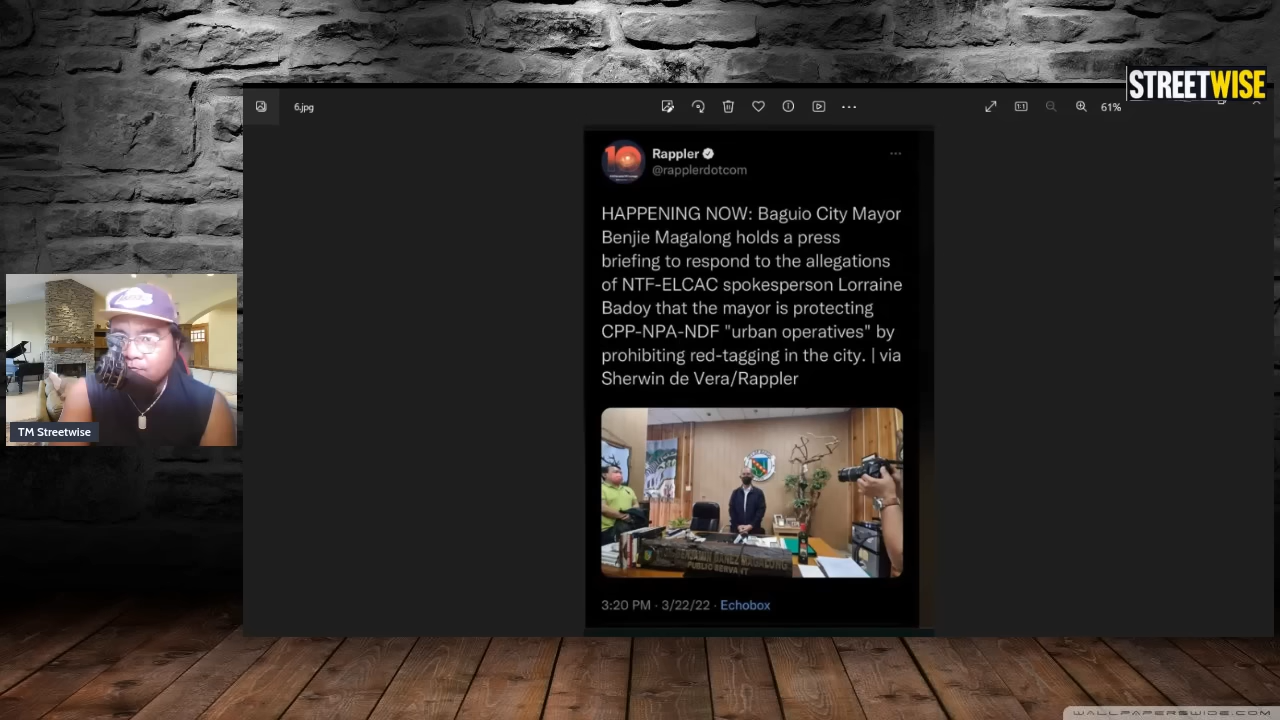 STREETWISE
6.jpg
61%
Rappler
@rapplerdotcom
HAPPENING NOW: Baguio City Mayor
Benjie Magalong holds a press
briefing to respond to the allegations
of NTF-ELCAC spokesperson Lorraine
Badoy that the mayor is protecting
CPP-NPA-NDF "urban operatives" by
prohibiting red-tagging in the city. | via
Sherwin de Vera/Rappler
PUBLIC SERVANT
3:20 PM · 3/22/22 · Echobox
TM Streetwise
WALLPAPERSWIDE.COM